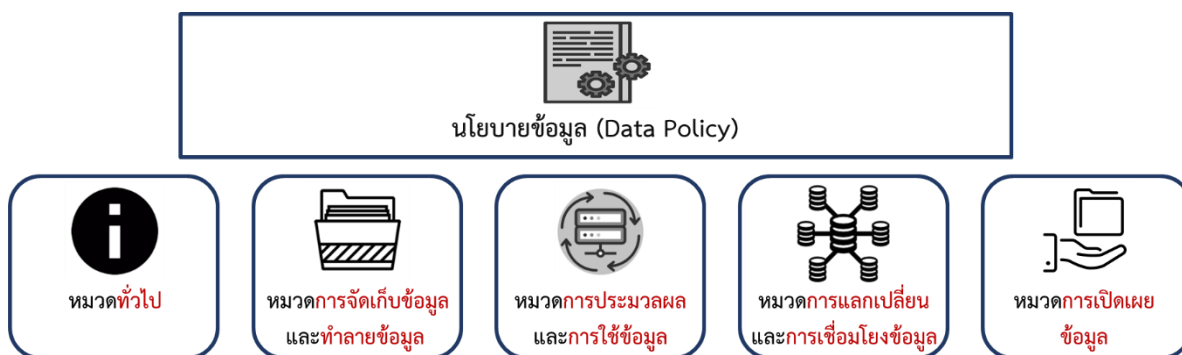 นโยบายข้อมูล (Data Policy)
หมวดทั่วไป
หมวดการจัดเก็บข้อมูล
และทำลายข้อมูล
หมวดการประมวลผล
และการใช้ข้อมูล
หมวดการแลกเปลี่ยน
และการเชื่อมโยงข้อมูล
หมวดการเปิดเผย
ข้อมูล